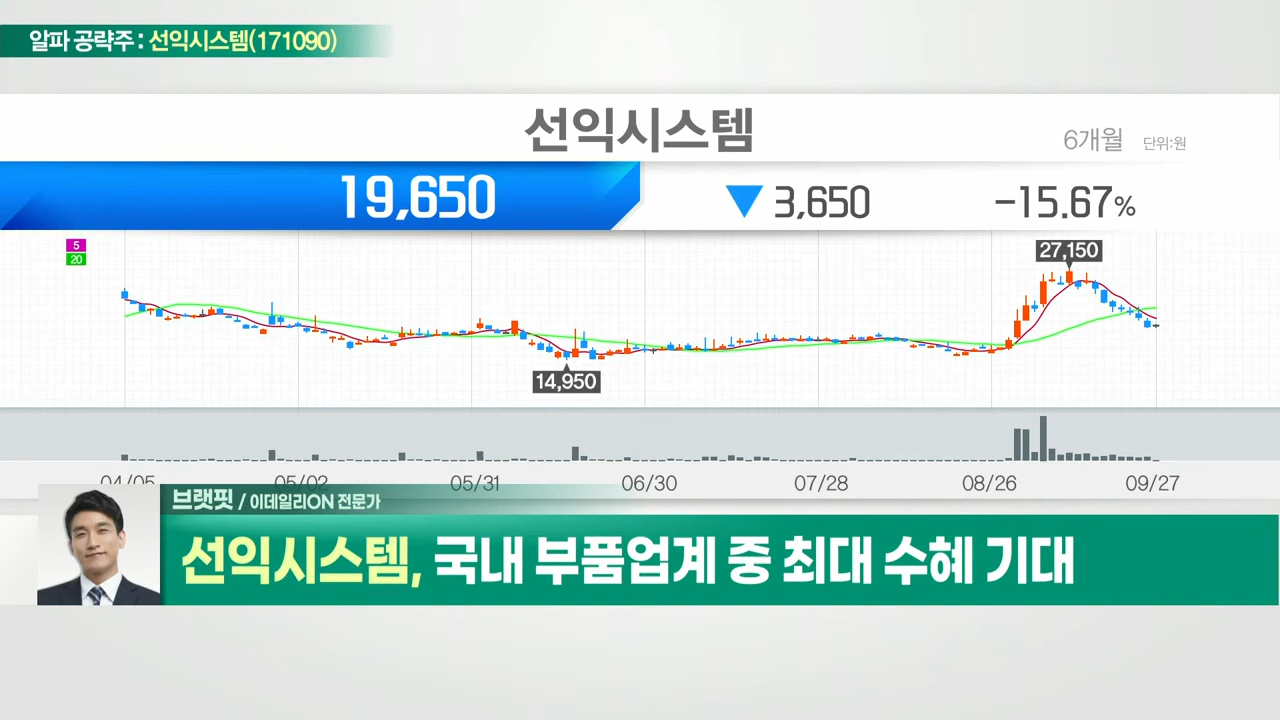 알파 공략주 : 선익시스템(171090)
선익시스템
6개월 단위:원
19,650 ▼ 3,650 -15.67%
5
20
27,150
14,950
04/05 05/02 05/31 06/30 07/28 08/26 09/27
브랫핏 / 이데일리ON 전문가
선익시스템, 국내 부품업계 중 최대 수혜 기대